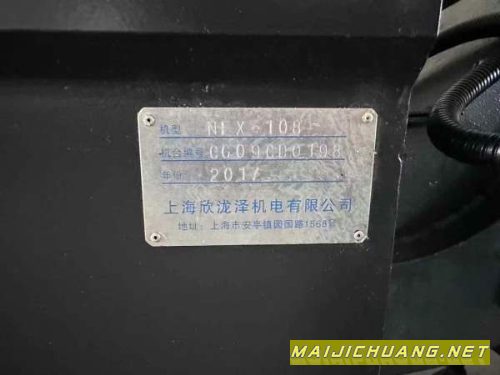 机型 NLX-108
机台编号 CG09CD0108
年份 2017
上海欣泷泽机电有限公司
地址：上海市安亭镇园国路1568号
MAIJICHUANG.NET